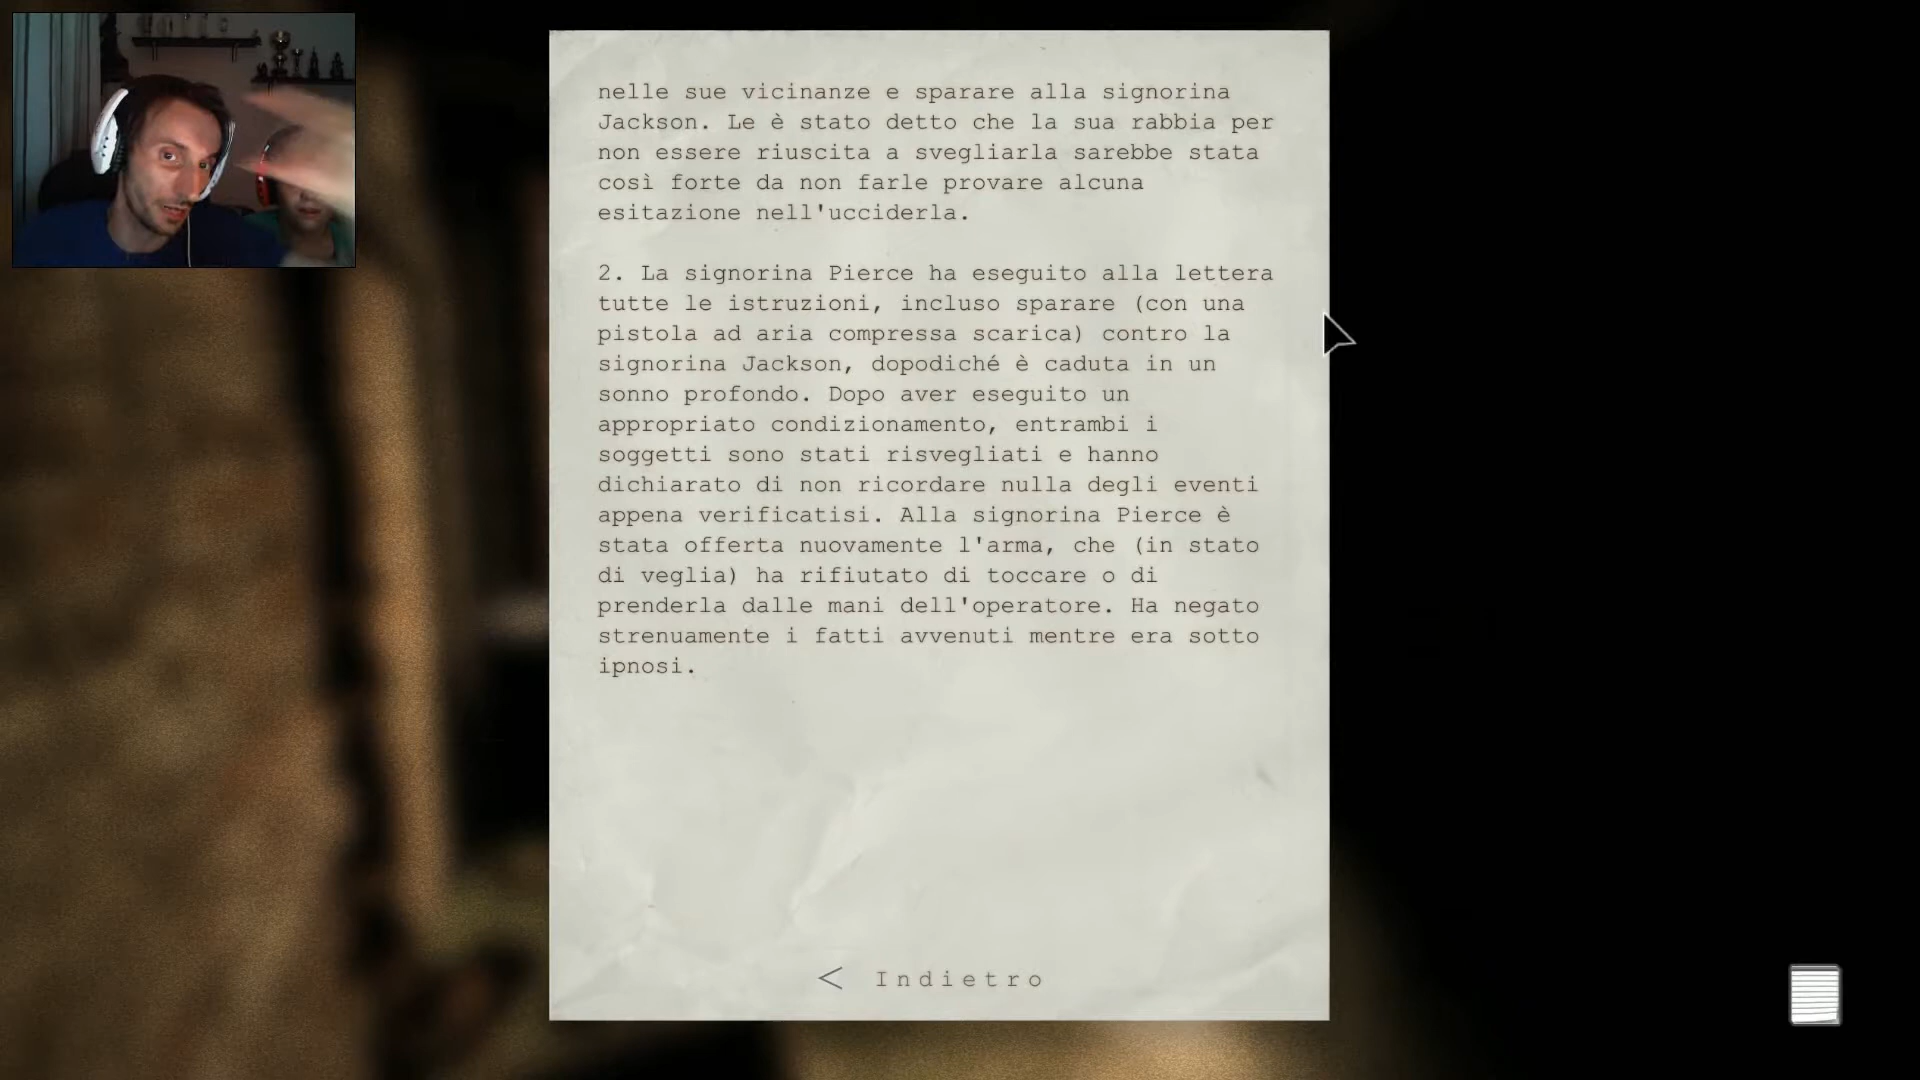 nelle sue vicinanze e sparare alla signorina
Jackson. Le è stato detto che la sua rabbia per
non essere riuscita a svegliarla sarebbe stata
così forte da non farle provare alcuna
esitazione nell'ucciderla.
2. La signorina Pierce ha eseguito alla lettera
tutte le istruzioni, incluso sparare (con una
pistola ad aria compressa scarica) contro la
signorina Jackson, dopodiché è caduta in un
sonno profondo. Dopo aver eseguito un
appropriato condizionamento, entrambi i
soggetti sono stati risvegliati e hanno
dichiarato di non ricordare nulla degli eventi
appena verificatisi. Alla signorina Pierce è
stata offerta nuovamente l'arma, che (in stato
di veglia) ha rifiutato di toccare o di
prenderla dalle mani dell'operatore. Ha negato
strenuamente i fatti avvenuti mentre era sotto
ipnosi.
< Indietro